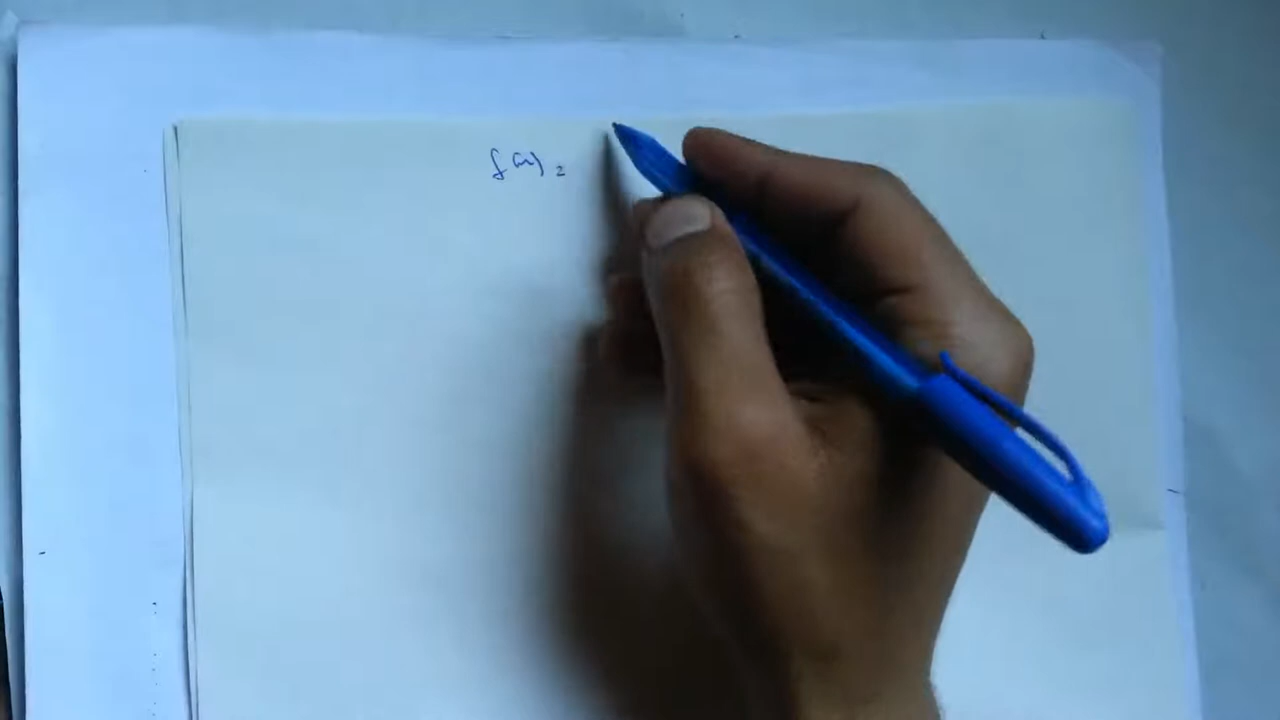 f(x) =